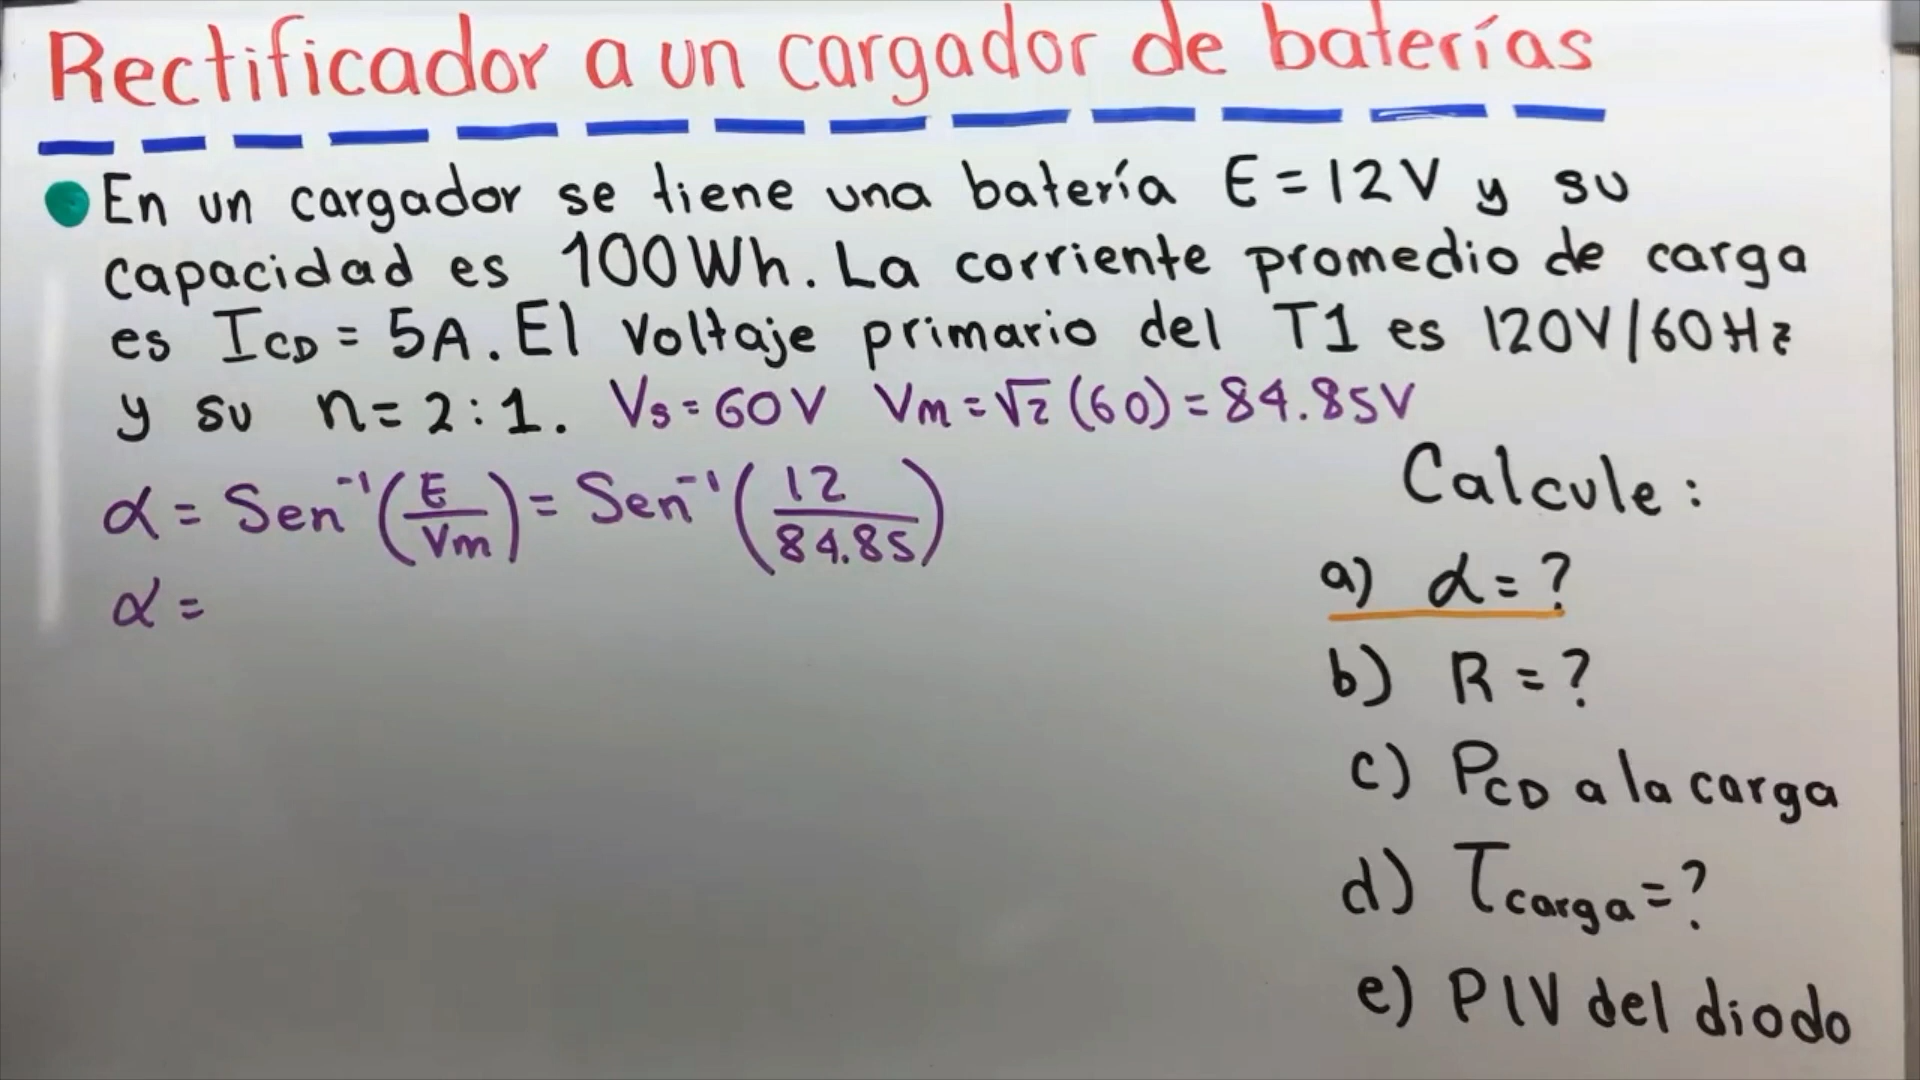 Rectificador a un cargador de baterías
En un cargador se tiene una batería E = 12V y su
capacidad es 100Wh. La corriente promedio de carga
es ICD = 5A. El Voltaje primario del T1 es 120V/60Hz
y su n = 2:1. Vs = 60V Vm = √2 (60) = 84.85V
α = Sen⁻¹(E/Vm) = Sen⁻¹(12/84.85)
α =
Calcule:
a) α = ?
b) R = ?
c) PCD a la carga
d) Tcarga = ?
e) PIV del diodo